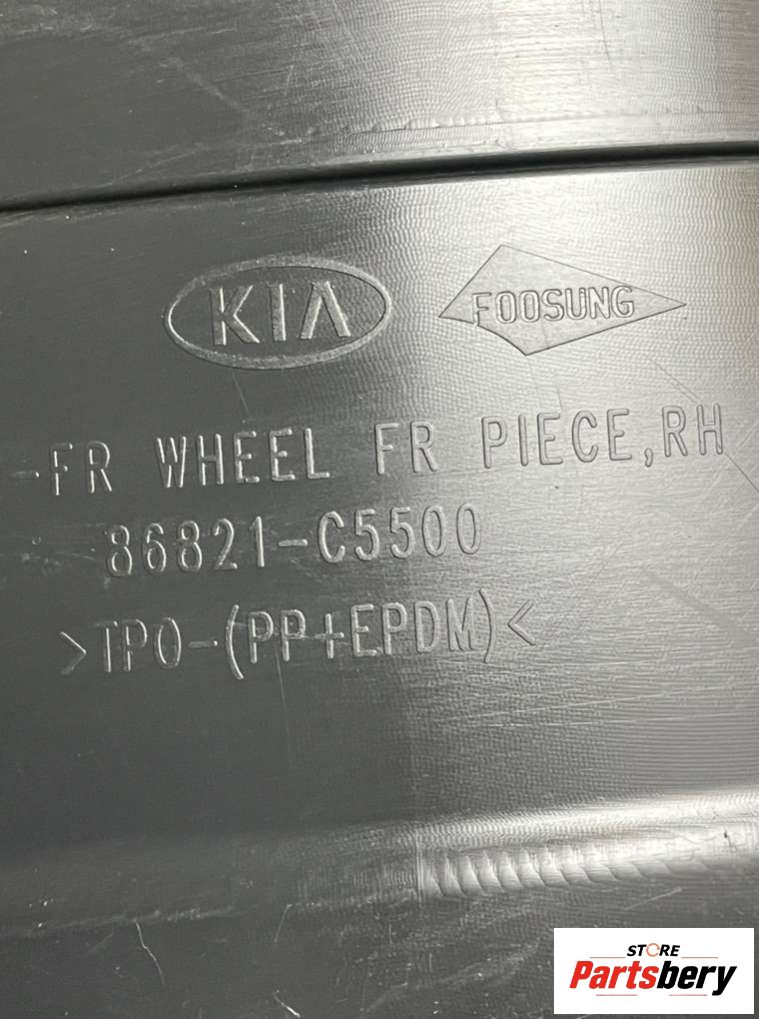 KIA FOOSUNG
-FR WHEEL FR PIECE,RH
86821-C5500
>TPO-(PP+EPDM)<
STORE
Partsbery